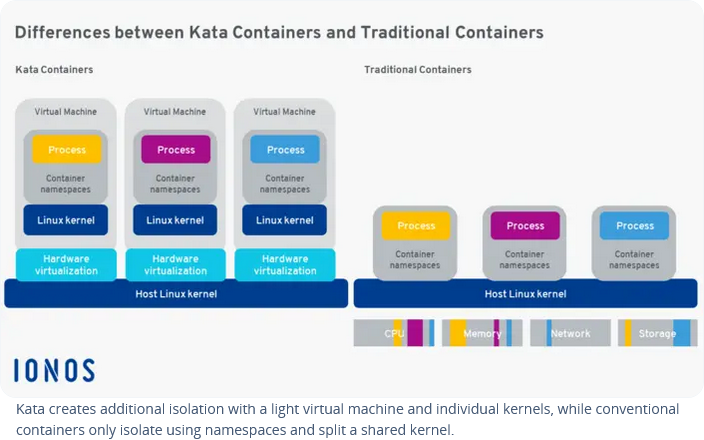 Differences between Kata Containers and Traditional Containers
Kata Containers
Virtual Machine
Process
Container
namespaces
Linux kernel
Hardware
virtualization
Virtual Machine
Process
Container
namespaces
Linux kernel
Hardware
virtualization
Virtual Machine
Process
Container
namespaces
Linux kernel
Hardware
virtualization
Host Linux kernel
Traditional Containers
Process
Container
namespaces
Process
Container
namespaces
Process
Container
namespaces
Host Linux kernel
CPU
Memory
Network
Storage
IONOS
Kata creates additional isolation with a light virtual machine and individual kernels, while conventional
containers only isolate using namespaces and split a shared kernel.